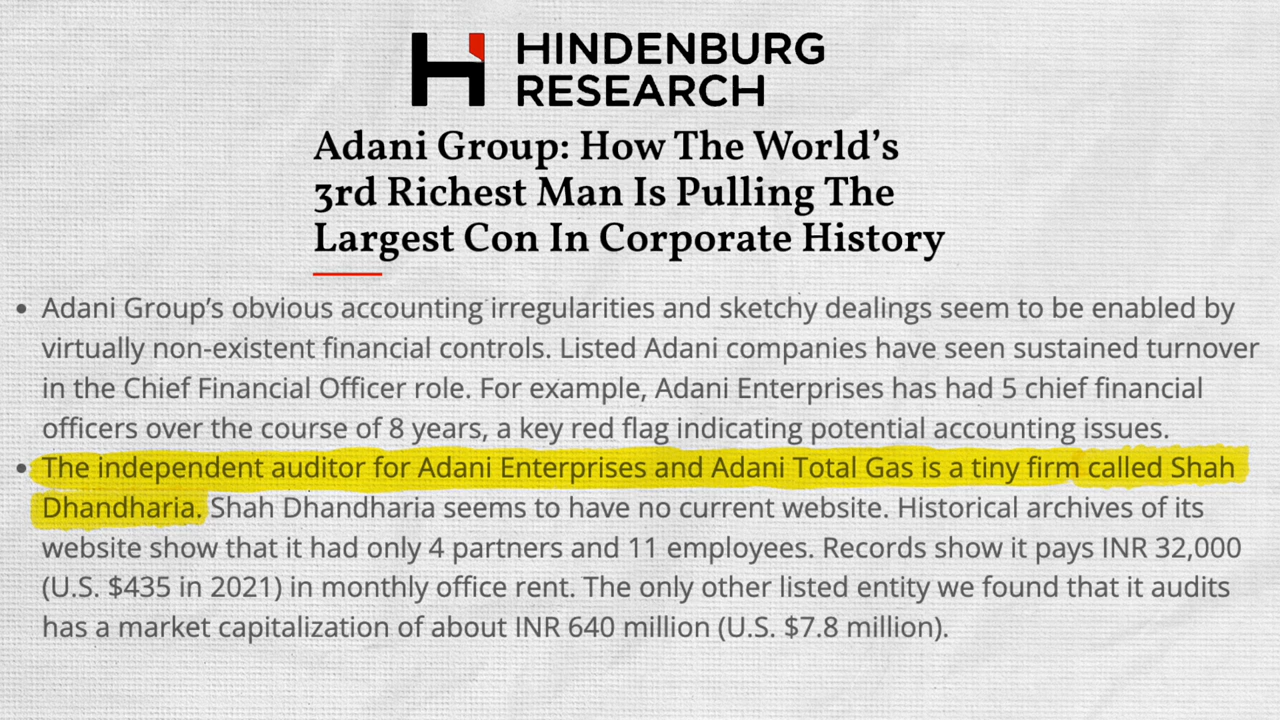 HINDENBURG
RESEARCH
Adani Group: How The World’s
3rd Richest Man Is Pulling The
Largest Con In Corporate History
• Adani Group’s obvious accounting irregularities and sketchy dealings seem to be enabled by
virtually non-existent financial controls. Listed Adani companies have seen sustained turnover
in the Chief Financial Officer role. For example, Adani Enterprises has had 5 chief financial
officers over the course of 8 years, a key red flag indicating potential accounting issues.
• The independent auditor for Adani Enterprises and Adani Total Gas is a tiny firm called Shah
Dhandharia. Shah Dhandharia seems to have no current website. Historical archives of its
website show that it had only 4 partners and 11 employees. Records show it pays INR 32,000
(U.S. $435 in 2021) in monthly office rent. The only other listed entity we found that it audits
has a market capitalization of about INR 640 million (U.S. $7.8 million).